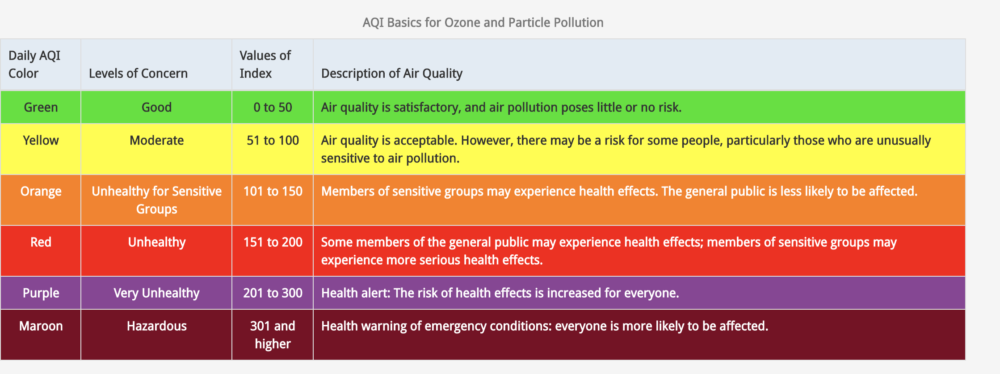 AQI Basics for Ozone and Particle Pollution
Daily AQI
Color
Levels of Concern
Values of
Index
Description of Air Quality
Green
Good
0 to 50
Air quality is satisfactory, and air pollution poses little or no risk.
Yellow
Moderate
51 to 100
Air quality is acceptable. However, there may be a risk for some people, particularly those who are unusually
sensitive to air pollution.
Orange
Unhealthy for Sensitive
Groups
101 to 150
Members of sensitive groups may experience health effects. The general public is less likely to be affected.
Red
Unhealthy
151 to 200
Some members of the general public may experience health effects; members of sensitive groups may
experience more serious health effects.
Purple
Very Unhealthy
201 to 300
Health alert: The risk of health effects is increased for everyone.
Maroon
Hazardous
301 and
higher
Health warning of emergency conditions: everyone is more likely to be affected.